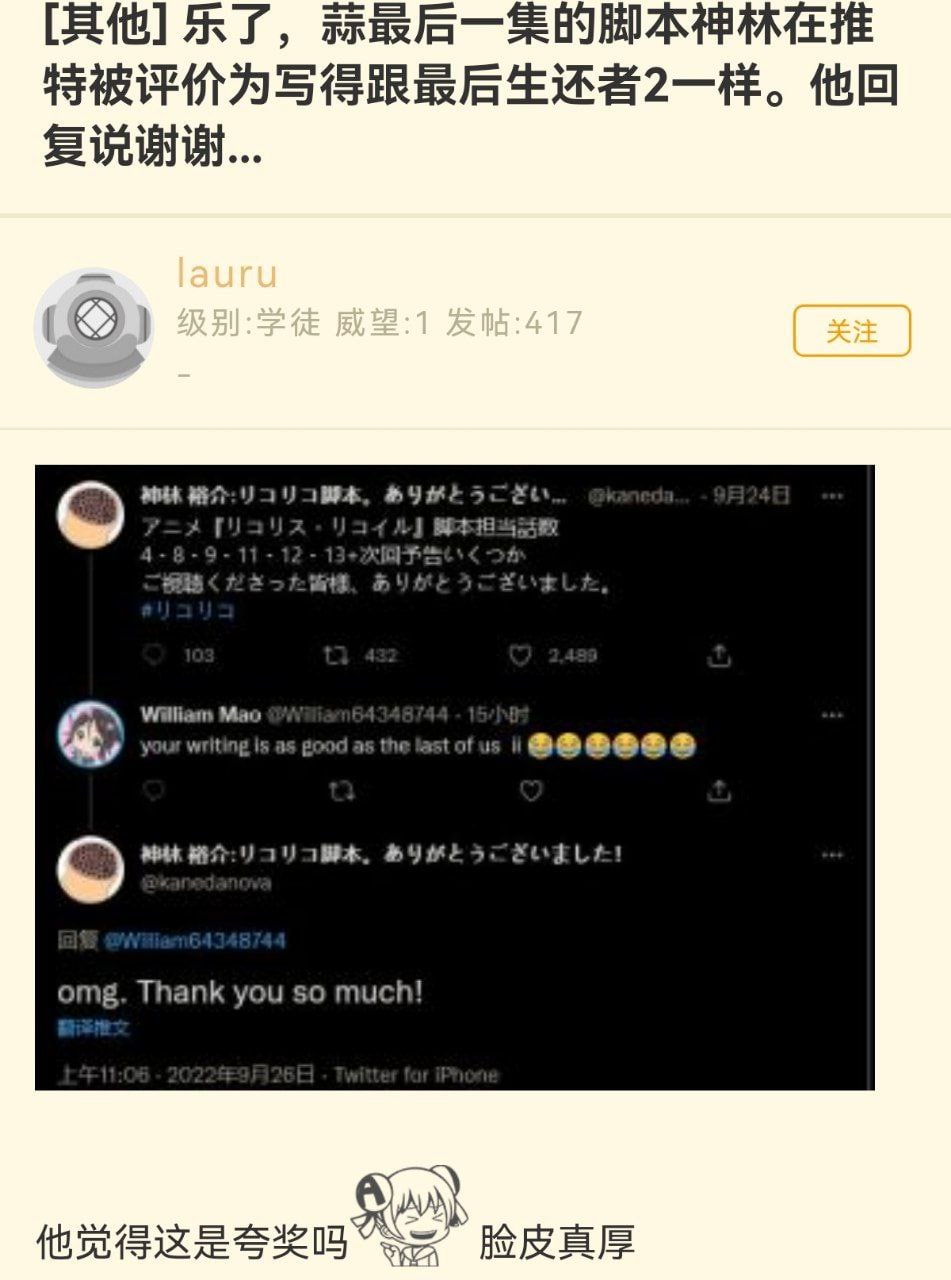 [其他] 乐了，蒜最后一集的脚本神林在推
特被评价为写得跟最后生还者2一样。他回
复说谢谢...
lauru
级别:学徒 威望:1 发帖:417
关注
-
神林 裕介:リコリコ脚本。ありがとうござい... @kaneda... · 9月24日 ···
アニメ『リコリス・リコイル』脚本担当話数
4・8・9・11・12・13+次回予告いくつか
ご視聴くださった皆様、ありがとうございました。
#リコリコ
103 432 2,489
William Mao @William64348744 · 15小时 ···
your writing is as good as the last of us ii 😂😂😂😂😂😂
神林 裕介:リコリコ脚本。ありがとうございました! ···
@kanedanova
回复 @William64348744
omg. Thank you so much!
翻译推文
上午11:06 · 2022年9月26日 · Twitter for iPhone
A
他觉得这是夸奖吗 脸皮真厚